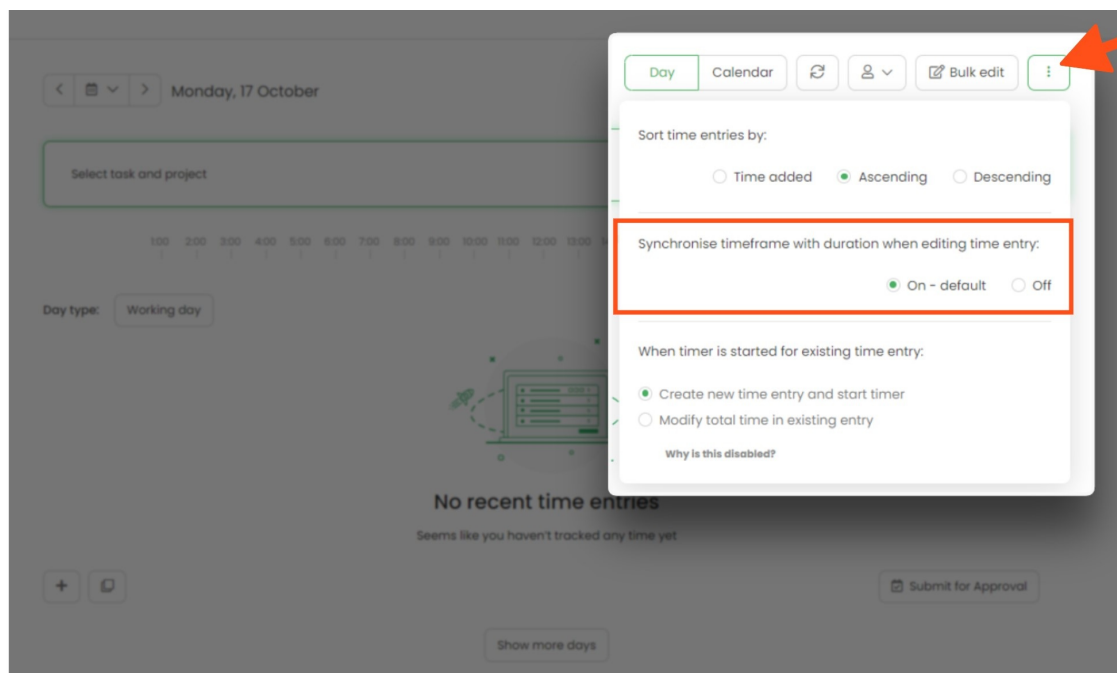 Day
Calendar
Bulk edit
Monday, 17 October
Sort time entries by:
Time added
Ascending
Descending
Select task and project
1:00 2:00 3:00 4:00 5:00 6:00 7:00 8:00 9:00 10:00 11:00 12:00 13:00
Synchronise timeframe with duration when editing time entry:
On - default
Off
Day type:
Working day
When timer is started for existing time entry:
Create new time entry and start timer
Modify total time in existing entry
Why is this disabled?
No recent time entries
Seems like you haven't tracked any time yet
Submit for Approval
Show more days